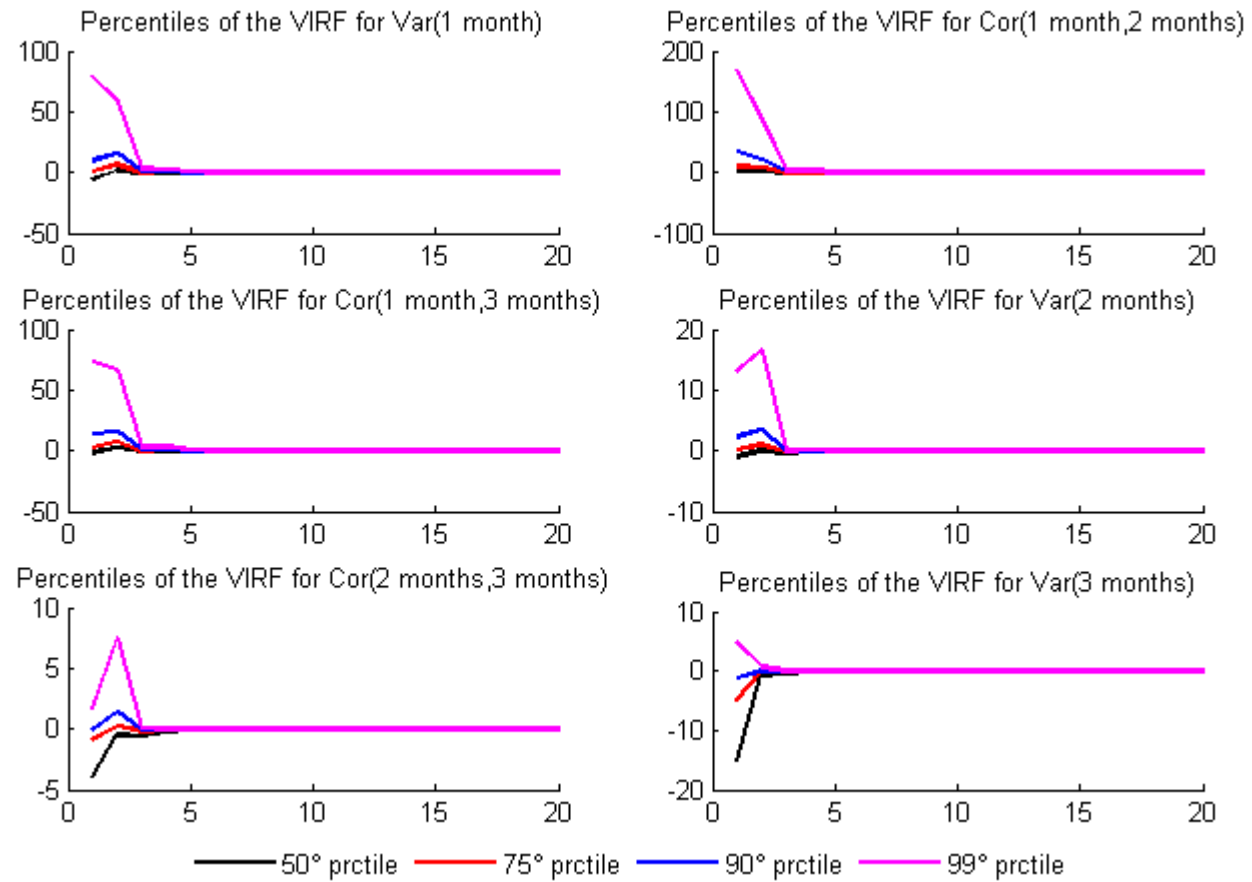 Percentiles of the VIRF for Var(1 month)
100
50
0
-50
0 5 10 15 20
Percentiles of the VIRF for Cor(1 month,2 months)
200
100
0
-100
0 5 10 15 20
Percentiles of the VIRF for Cor(1 month,3 months)
100
50
0
-50
0 5 10 15 20
Percentiles of the VIRF for Var(2 months)
20
10
0
-10
0 5 10 15 20
Percentiles of the VIRF for Cor(2 months,3 months)
10
5
0
-5
0 5 10 15 20
Percentiles of the VIRF for Var(3 months)
10
0
-10
-20
0 5 10 15 20
50° prctile 75° prctile 90° prctile 99° prctile